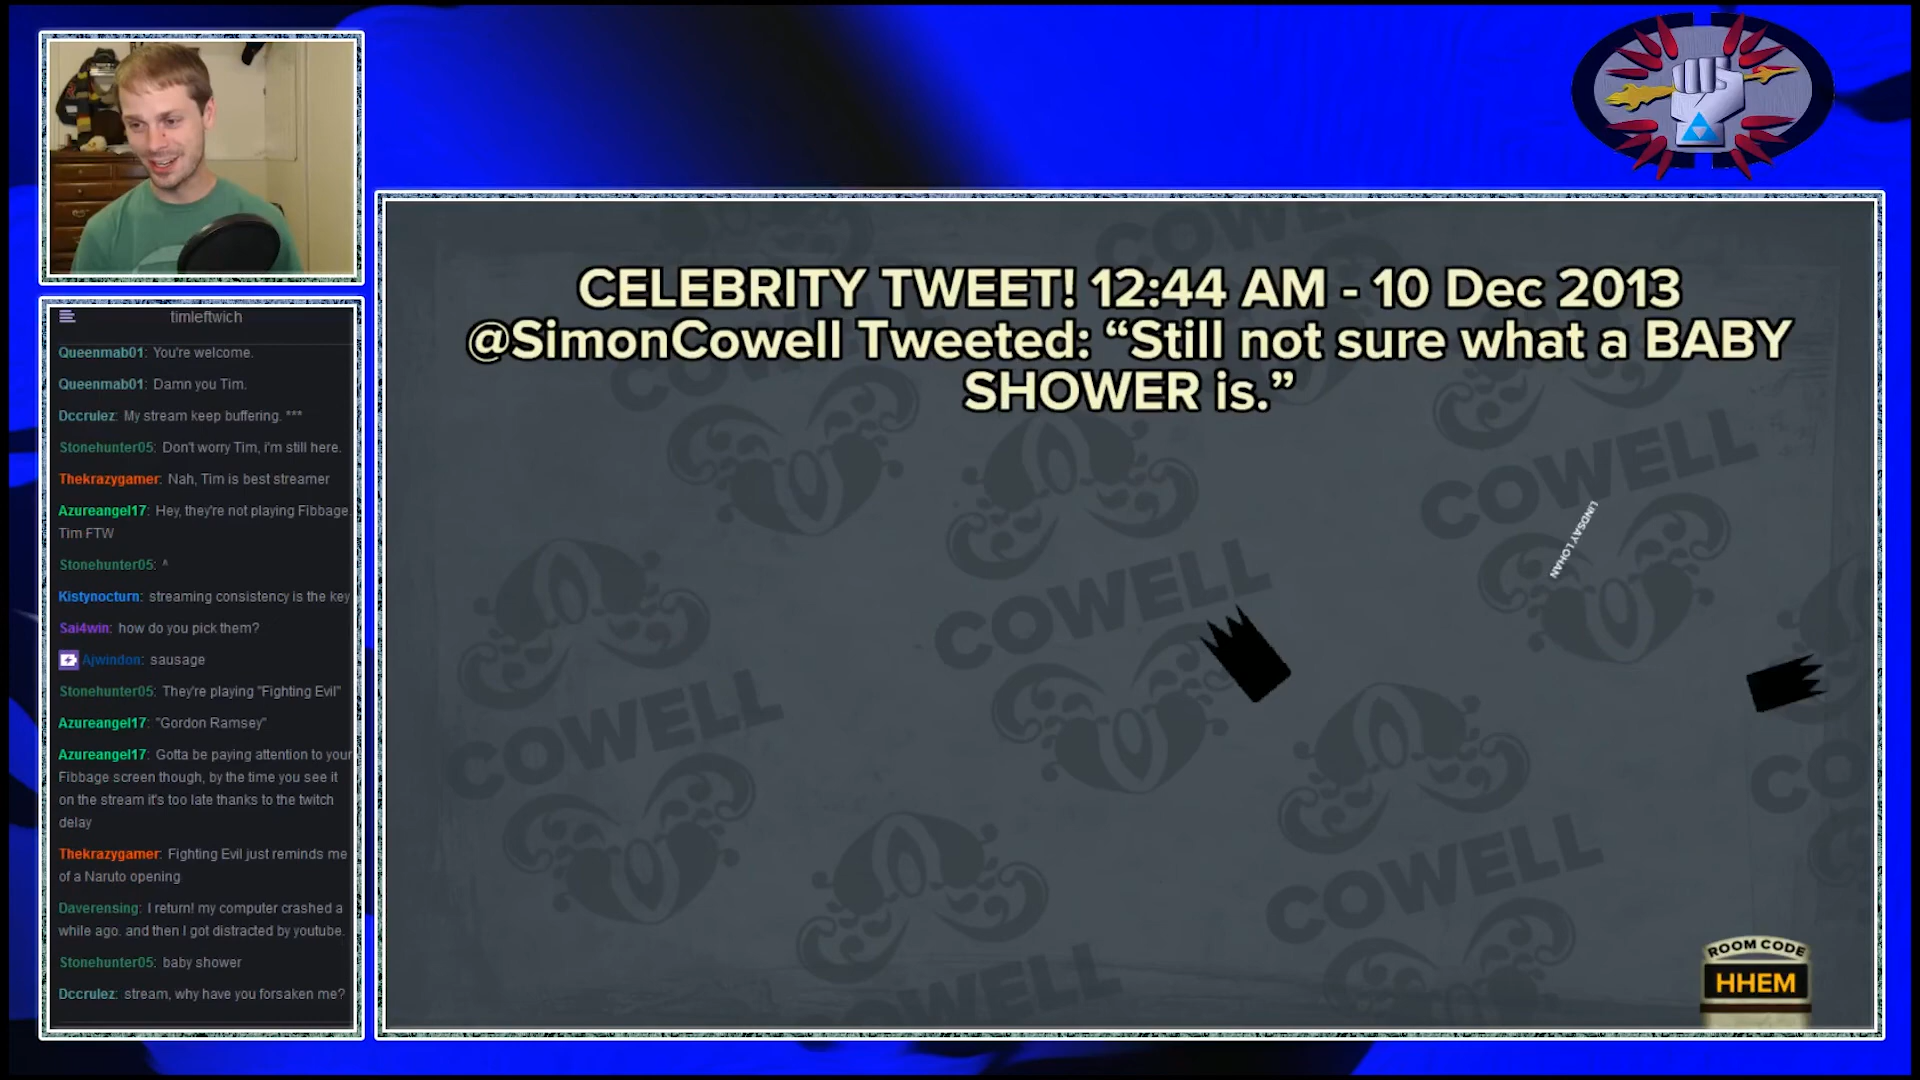 timleftwich
Queenmab01: You're welcome.
Queenmab01: Damn you Tim.
Dccrulez: My stream keep buffering. ***
Stonehunter05: Don't worry Tim, i'm still here.
Thekrazygamer: Nah, Tim is best streamer
Azureangel17: Hey, they're not playing Fibbage.
Tim FTW
Stonehunter05: ^
Kistynocturn: streaming consistency is the key
Sai4win: how do you pick them?
Ajwindon: sausage
Stonehunter05: They're playing "Fighting Evil"
Azureangel17: "Gordon Ramsey"
Azureangel17: Gotta be paying attention to your
Fibbage screen though, by the time you see it
on the stream it's too late thanks to the twitch
delay
Thekrazygamer: Fighting Evil just reminds me
of a Naruto opening
Daverensing: I return! my computer crashed a
while ago. and then I got distracted by youtube.
Stonehunter05: baby shower
Dccrulez: stream, why have you forsaken me?
CELEBRITY TWEET! 12:44 AM - 10 Dec 2013
@SimonCowell Tweeted: “Still not sure what a BABY
SHOWER is.”
COWELL
COWELL
COWELL
COWELL
COWELL
COWELL
COWELL
LINDSAY LOHAN
ROOM CODE
HHEM